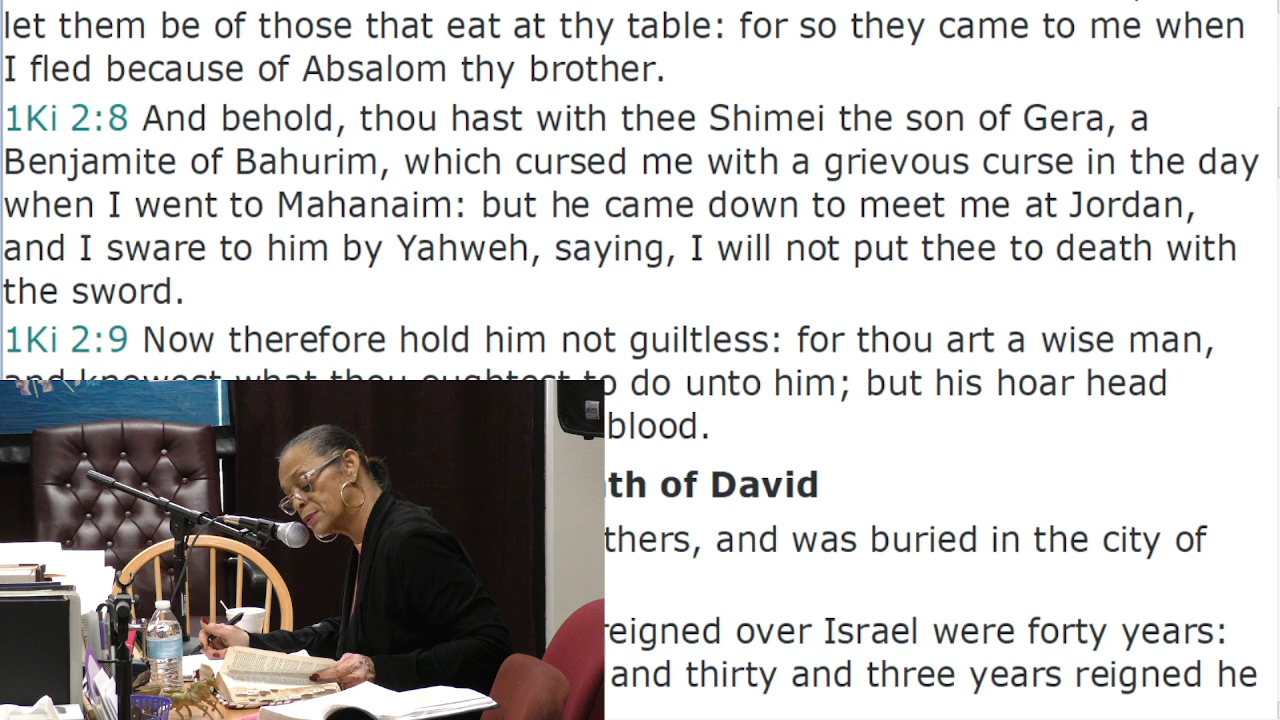 let them be of those that eat at thy table: for so they came to me when
I fled because of Absalom thy brother.
1Ki 2:8 And behold, thou hast with thee Shimei the son of Gera, a
Benjamite of Bahurim, which cursed me with a grievous curse in the day
when I went to Mahanaim: but he came down to meet me at Jordan,
and I sware to him by Yahweh, saying, I will not put thee to death with
the sword.
1Ki 2:9 Now therefore hold him not guiltless: for thou art a wise man,
and knowest what thou oughtest to do unto him; but his hoar head
blood.
th of David
thers, and was buried in the city of
reigned over Israel were forty years:
and thirty and three years reigned he